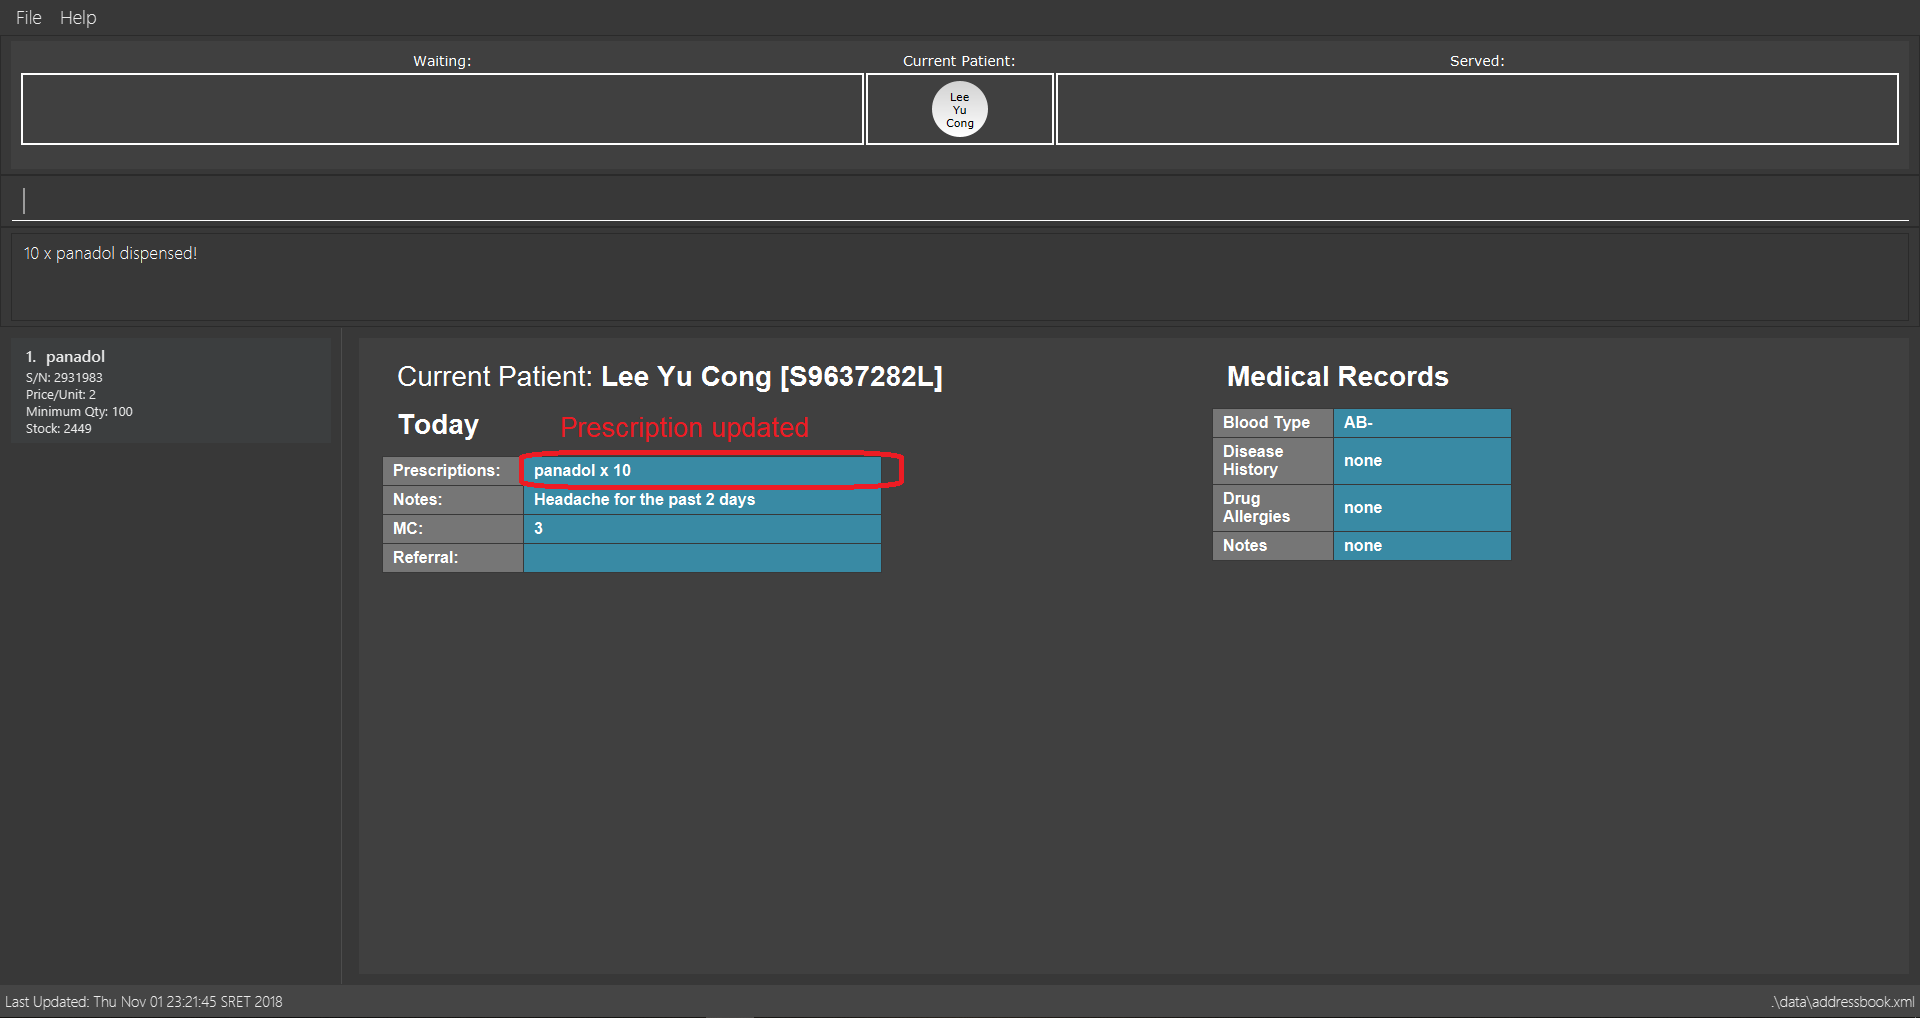 File Help
Waiting: Current Patient: Served:
Lee
Yu
Cong
10 x panadol dispensed!
1. panadol
S/N: 2931983
Price/Unit: 2
Minimum Qty: 100
Stock: 2449
Current Patient: Lee Yu Cong [S9637282L]
Today
Prescription updated
Prescriptions: panadol x 10
Notes: Headache for the past 2 days
MC: 3
Referral:
Medical Records
Blood Type AB-
Disease
History none
Drug
Allergies none
Notes none
Last Updated: Thu Nov 01 23:21:45 SRET 2018
.\data\addressbook.xml